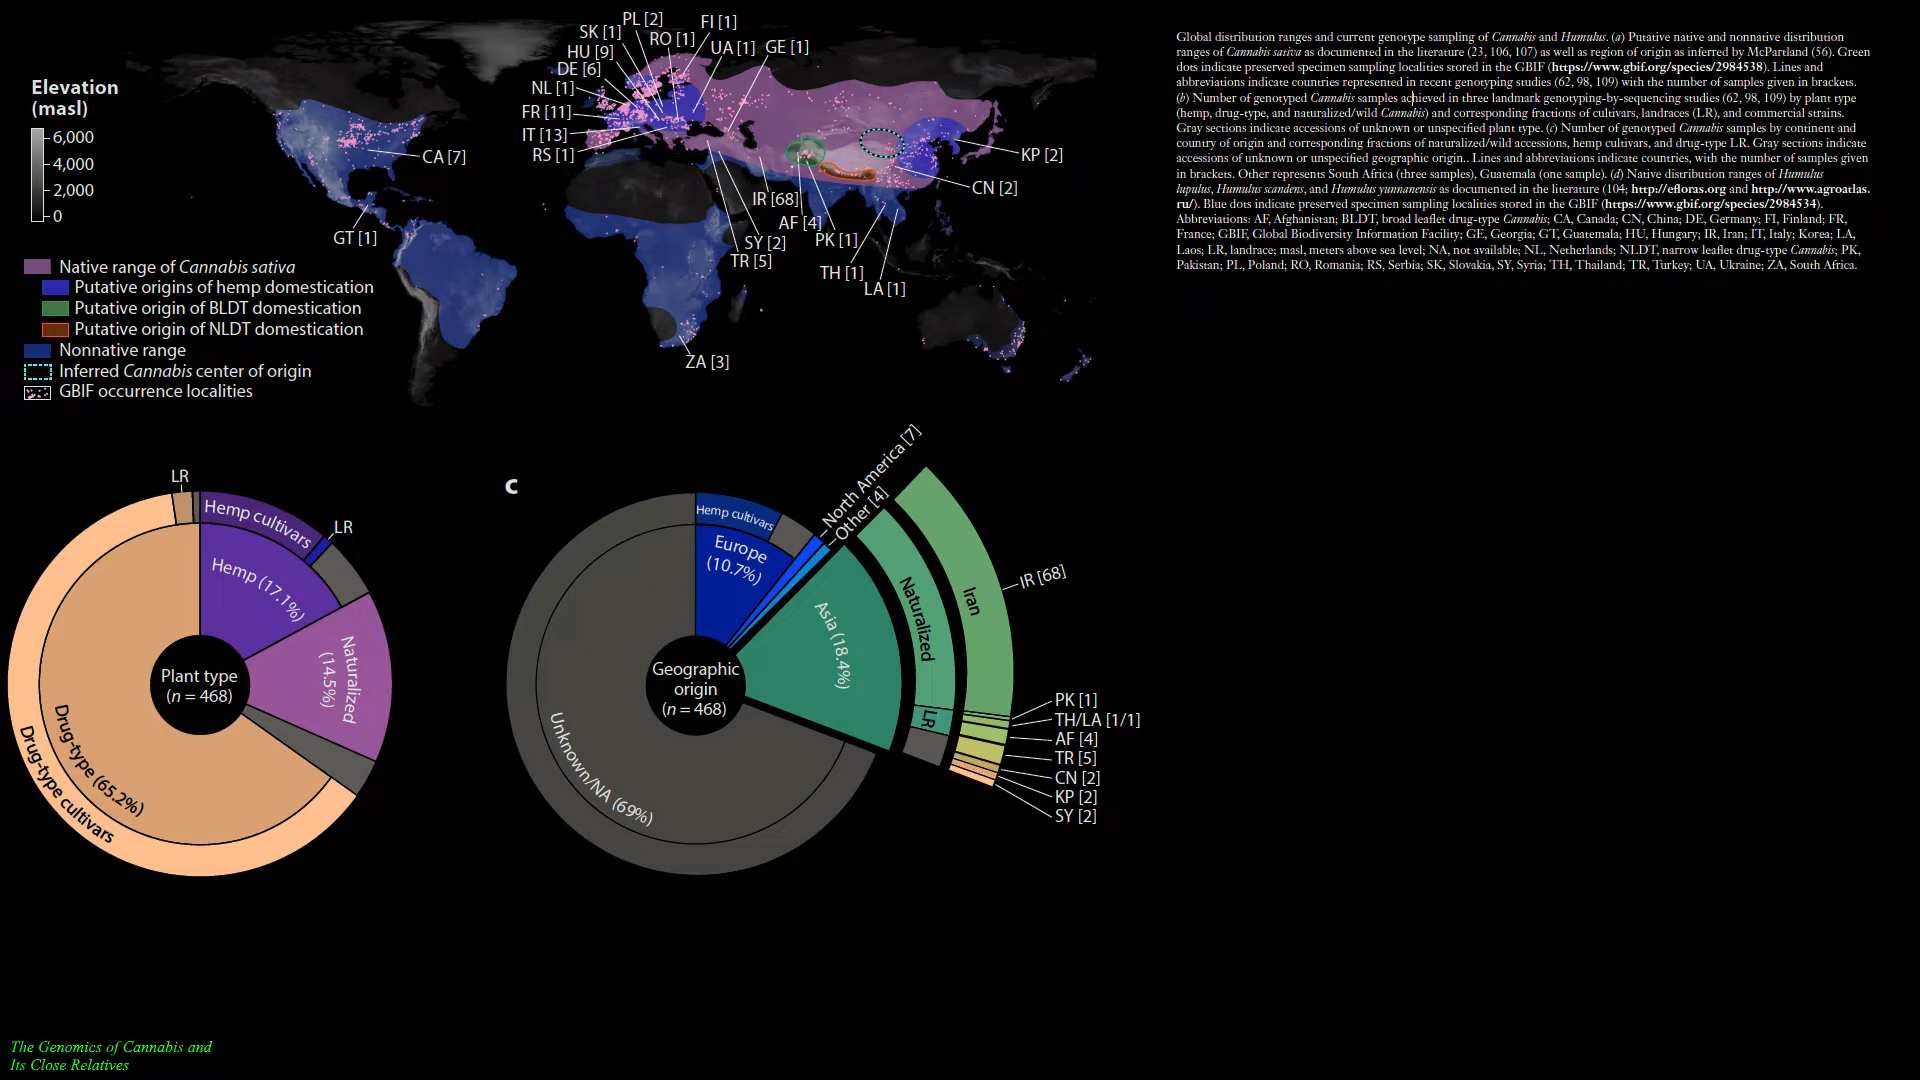 Elevation
(masl)
6,000
4,000
2,000
0
PL [2]
FI [1]
SK [1]
RO [1]
HU [9]
UA [1]
GE [1]
DE [6]
NL [1]
FR [11]
IT [13]
RS [1]
CA [7]
KP [2]
CN [2]
IR [68]
AF [4]
GT [1]
SY [2]
PK [1]
TR [5]
TH [1]
LA [1]
ZA [3]
Native range of Cannabis sativa
Putative origins of hemp domestication
Putative origin of BLDT domestication
Putative origin of NLDT domestication
Nonnative range
Inferred Cannabis center of origin
GBIF occurrence localities
Global distribution ranges and current genotype sampling of Cannabis and Humulus. (a) Putative native and nonnative distribution
ranges of Cannabis sativa as documented in the literature (23, 106, 107) as well as region of origin as inferred by McPartland (56). Green
dots indicate preserved specimen sampling localities stored in the GBIF (https://www.gbif.org/species/2984538). Lines and
abbreviations indicate countries represented in recent genotyping studies (62, 98, 109) with the number of samples given in brackets.
(b) Number of genotyped Cannabis samples achieved in three landmark genotyping-by-sequencing studies (62, 98, 109) by plant type
(hemp, drug-type, and naturalized/wild Cannabis) and corresponding fractions of cultivars, landraces (LR), and commercial strains.
Gray sections indicate accessions of unknown or unspecified plant type. (c) Number of genotyped Cannabis samples by continent and
country of origin and corresponding fractions of naturalized/wild accessions, hemp cultivars, and drug-type LR. Gray sections indicate
accessions of unknown or unspecified geographic origin.. Lines and abbreviations indicate countries, with the number of samples given
in brackets. Other represents South Africa (three samples), Guatemala (one sample). (d) Native distribution ranges of Humulus
lupulus, Humulus scandens, and Humulus yunnanensis as documented in the literature (104; http://efloras.org and http://www.agroatlas.
ru/). Blue dots indicate preserved specimen sampling localities stored in the GBIF (https://www.gbif.org/species/2984534).
Abbreviations: AF, Afghanistan; BLDT, broad leaflet drug-type Cannabis; CA, Canada; CN, China; DE, Germany; FI, Finland; FR,
France; GBIF, Global Biodiversity Information Facility; GE, Georgia; GT, Guatemala; HU, Hungary; IR, Iran; IT, Italy; Korea; LA,
Laos; LR, landrace; masl, meters above sea level; NA, not available; NL, Netherlands; NLDT, narrow leaflet drug-type Cannabis; PK,
Pakistan; PL, Poland; RO, Romania; RS, Serbia; SK, Slovakia, SY, Syria; TH, Thailand; TR, Turkey; UA, Ukraine; ZA, South Africa.
LR
Hemp cultivars
LR
Hemp (17.1%)
Naturalized
(14.5%)
Plant type
(n = 468)
Drug-type (65.2%)
Drug-type cultivars
c
Hemp cultivars
Europe
(10.7%)
North America [7]
Other [4]
Asia (18.4%)
Naturalized
LR
Iran
IR [68]
Geographic
origin
(n = 468)
Unknown/NA (69%)
PK [1]
TH/LA [1/1]
AF [4]
TR [5]
CN [2]
KP [2]
SY [2]
The Genomics of Cannabis and
Its Close Relatives